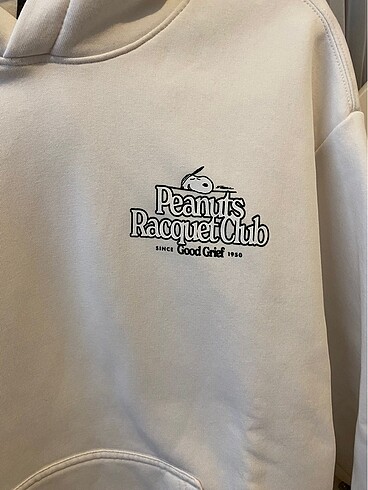 Peanuts
Racquet Club
SINCE Good Grief 1950